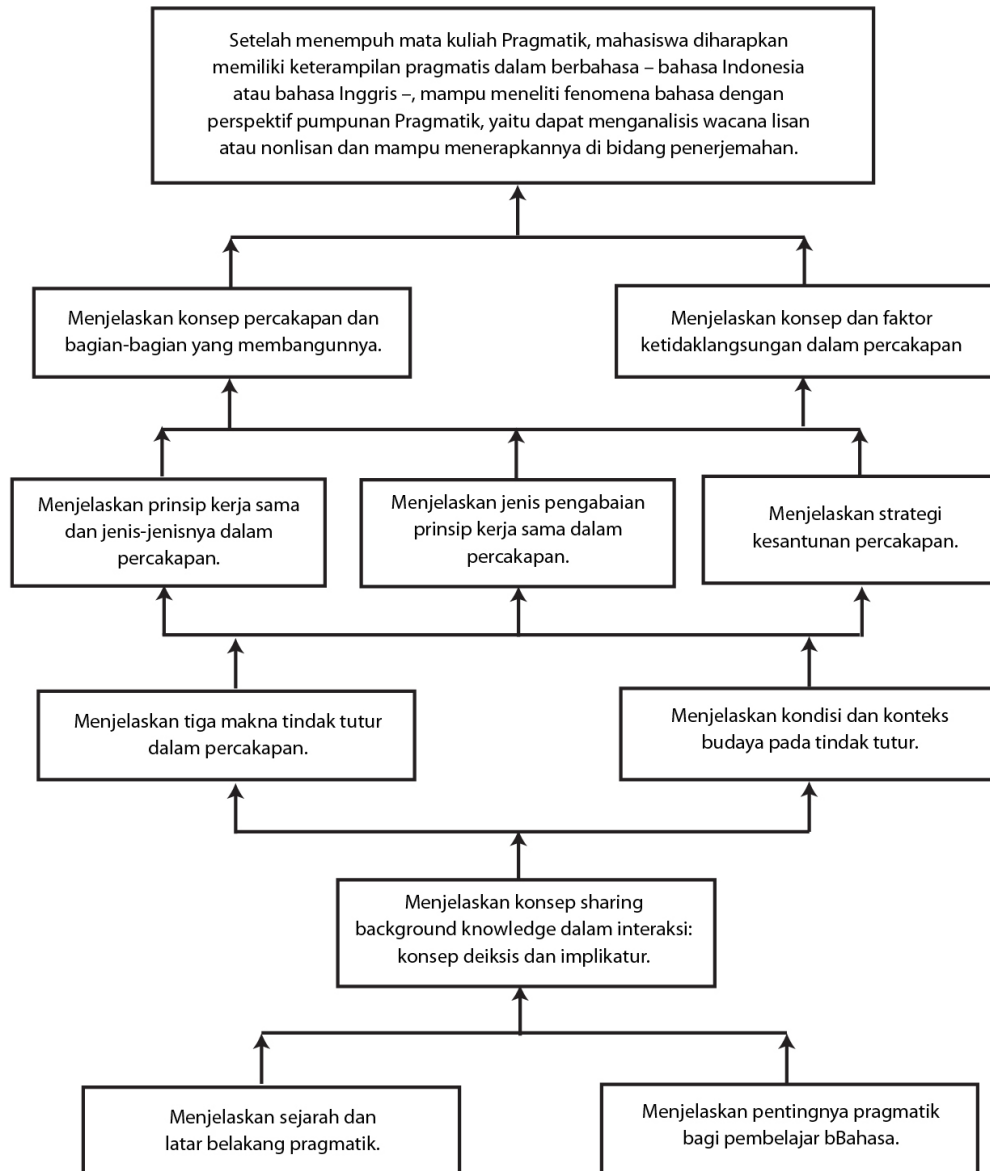 Setelah menempuh mata kuliah Pragmatik, mahasiswa diharapkan
memiliki keterampilan pragmatis dalam berbahasa – bahasa Indonesia
atau bahasa Inggris –, mampu meneliti fenomena bahasa dengan
perspektif pumpunan Pragmatik, yaitu dapat menganalisis wacana lisan
atau nonlisan dan mampu menerapkannya di bidang penerjemahan.
Menjelaskan konsep percakapan dan
bagian-bagian yang membangunnya.
Menjelaskan konsep dan faktor
ketidaklangsungan dalam percakapan
Menjelaskan prinsip kerja sama
dan jenis-jenisnya dalam
percakapan.
Menjelaskan jenis pengabaian
prinsip kerja sama dalam
percakapan.
Menjelaskan strategi
kesantunan percakapan.
Menjelaskan tiga makna tindak tutur
dalam percakapan.
Menjelaskan kondisi dan konteks
budaya pada tindak tutur.
Menjelaskan konsep sharing
background knowledge dalam interaksi:
konsep deiksis dan implikatur.
Menjelaskan sejarah dan
latar belakang pragmatik.
Menjelaskan pentingnya pragmatik
bagi pembelajar bBahasa.